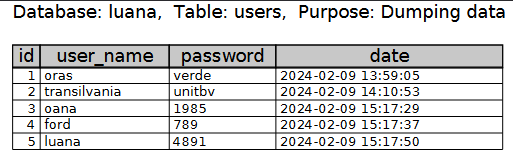 Database: luana, Table: users, Purpose: Dumping data
id user_name password date
1 oras verde 2024-02-09 13:59:05
2 transilvania unitbv 2024-02-09 14:10:53
3 oana 1985 2024-02-09 15:17:29
4 ford 789 2024-02-09 15:17:37
5 luana 4891 2024-02-09 15:17:50